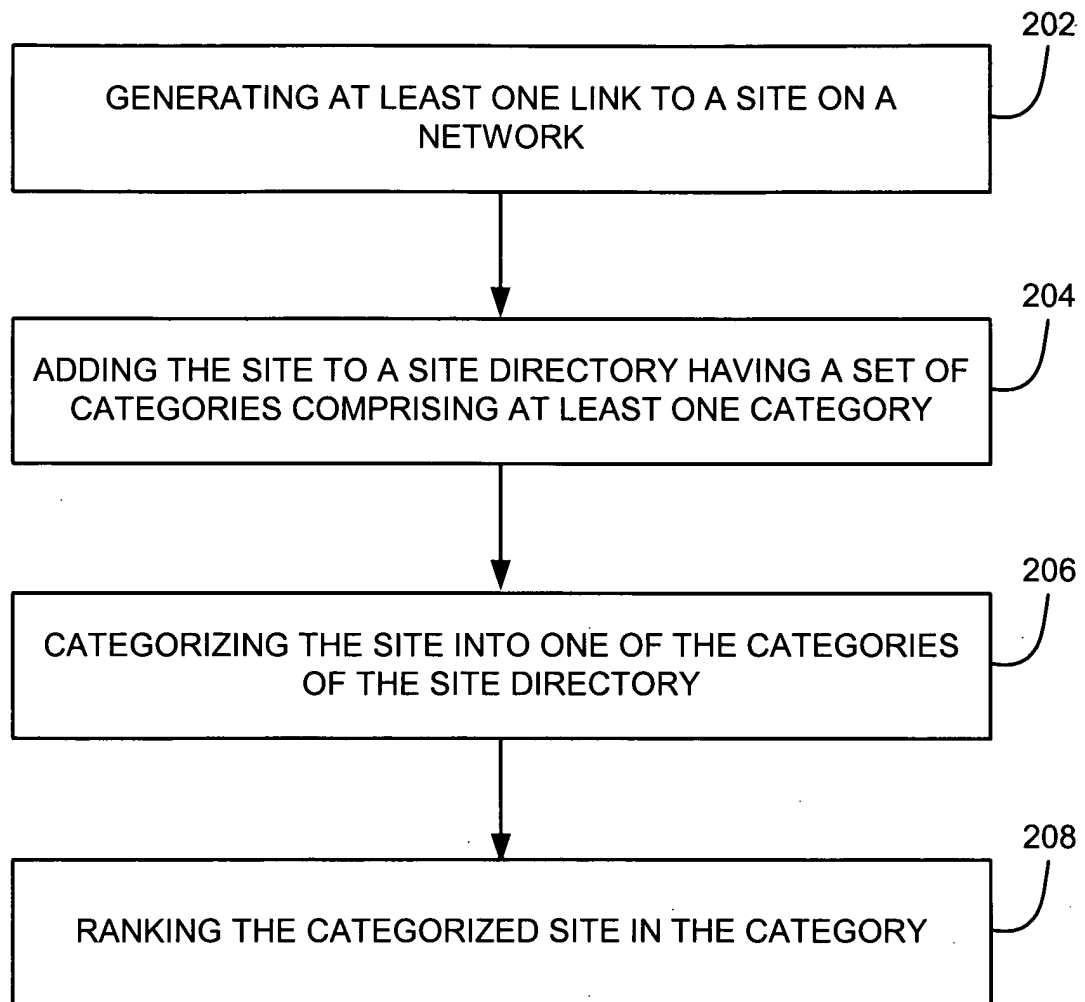 202
GENERATING AT LEAST ONE LINK TO A SITE ON A
NETWORK
204
ADDING THE SITE TO A SITE DIRECTORY HAVING A SET OF
CATEGORIES COMPRISING AT LEAST ONE CATEGORY
206
CATEGORIZING THE SITE INTO ONE OF THE CATEGORIES
OF THE SITE DIRECTORY
208
RANKING THE CATEGORIZED SITE IN THE CATEGORY